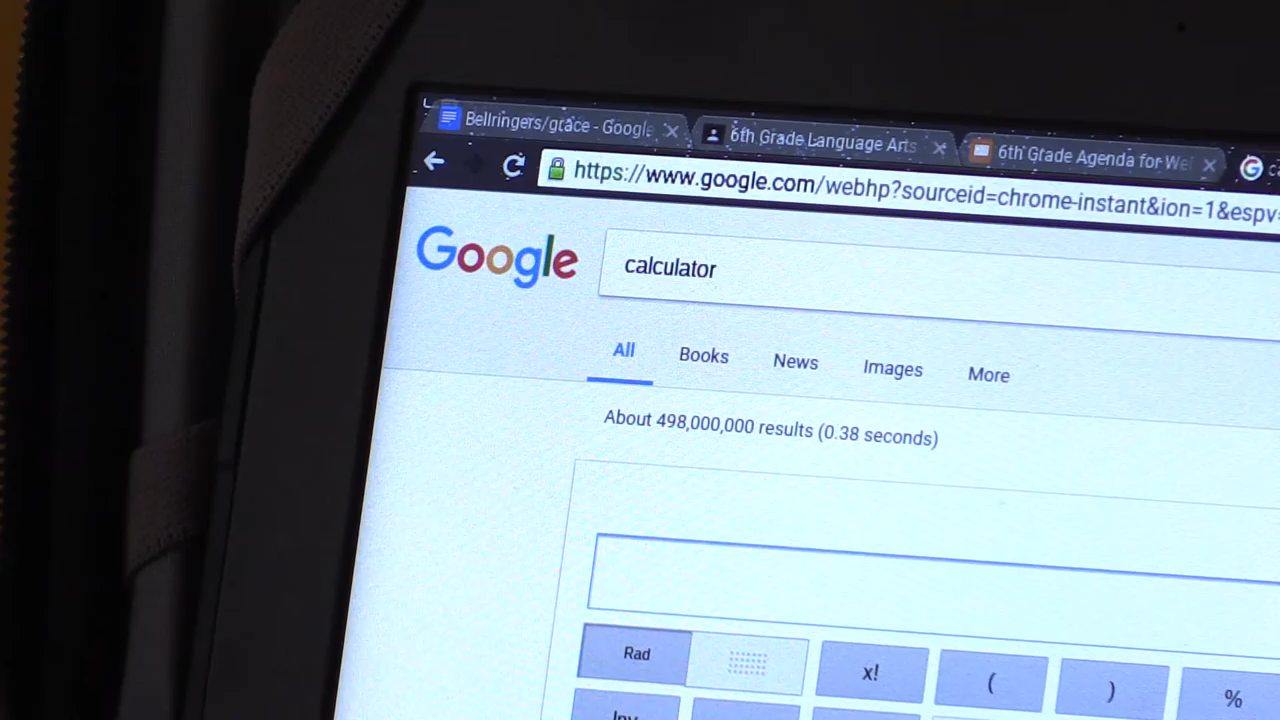 Bellringers/grace - Google
6th Grade Language Arts
6th Grade Agenda for We
https://www.google.com/webhp?sourceid=chrome-instant&ion=1&espv=
Google
calculator
All Books News Images More
About 498,000,000 results (0.38 seconds)
Rad x! ( ) %
Inv